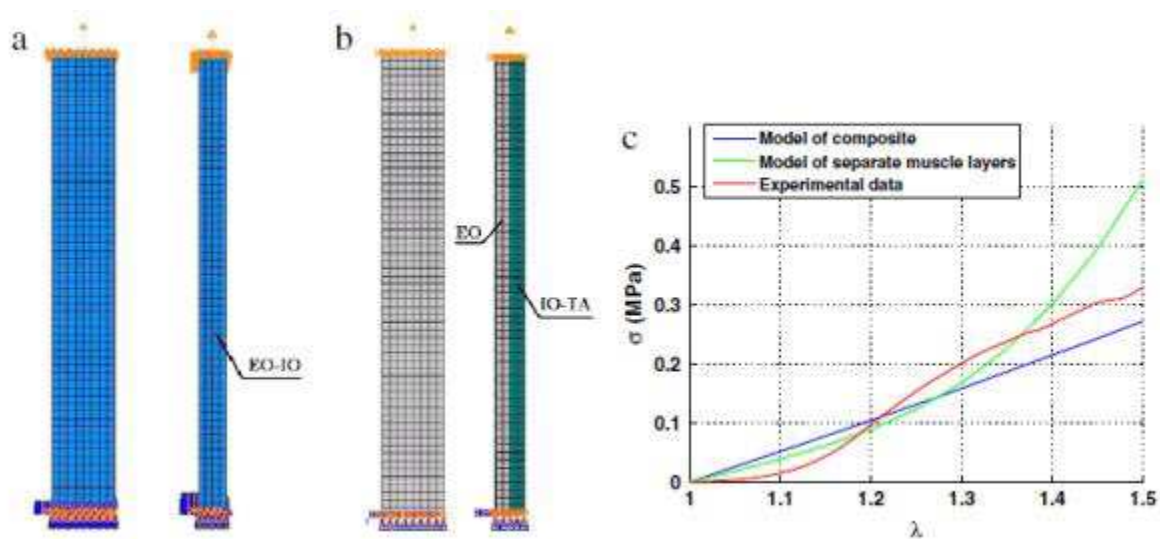 a
b
EO
IO-TA
EO-IO
c
Model of composite
Model of separate muscle layers
Experimental data
σ (MPa)
0.5
0.4
0.3
0.2
0.1
0
1
1.1
1.2
1.3
1.4
1.5
λ